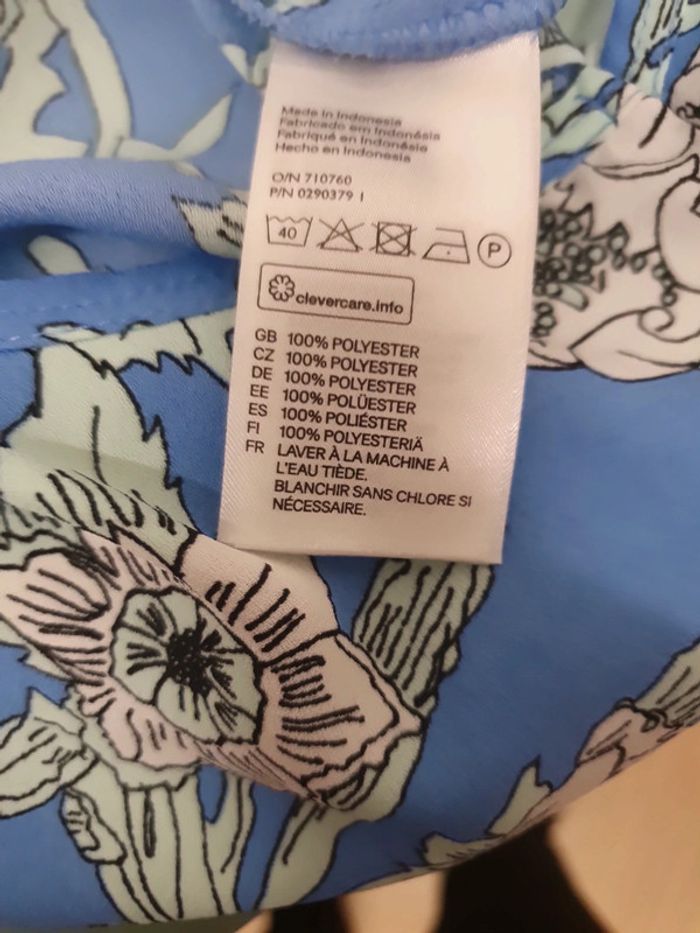 Made in Indonesia
Fabricado em Indonésia
Fabriqué en Indonésie
Hecho en Indonesia
O/N 710760
P/N 0290379 1
40
P
clevercare.info
GB 100% POLYESTER
CZ 100% POLYESTER
DE 100% POLYESTER
EE 100% POLÜESTER
ES 100% POLIÉSTER
FI 100% POLYESTERIÄ
FR LAVER À LA MACHINE À
L'EAU TIÈDE.
BLANCHIR SANS CHLORE SI
NÉCESSAIRE.